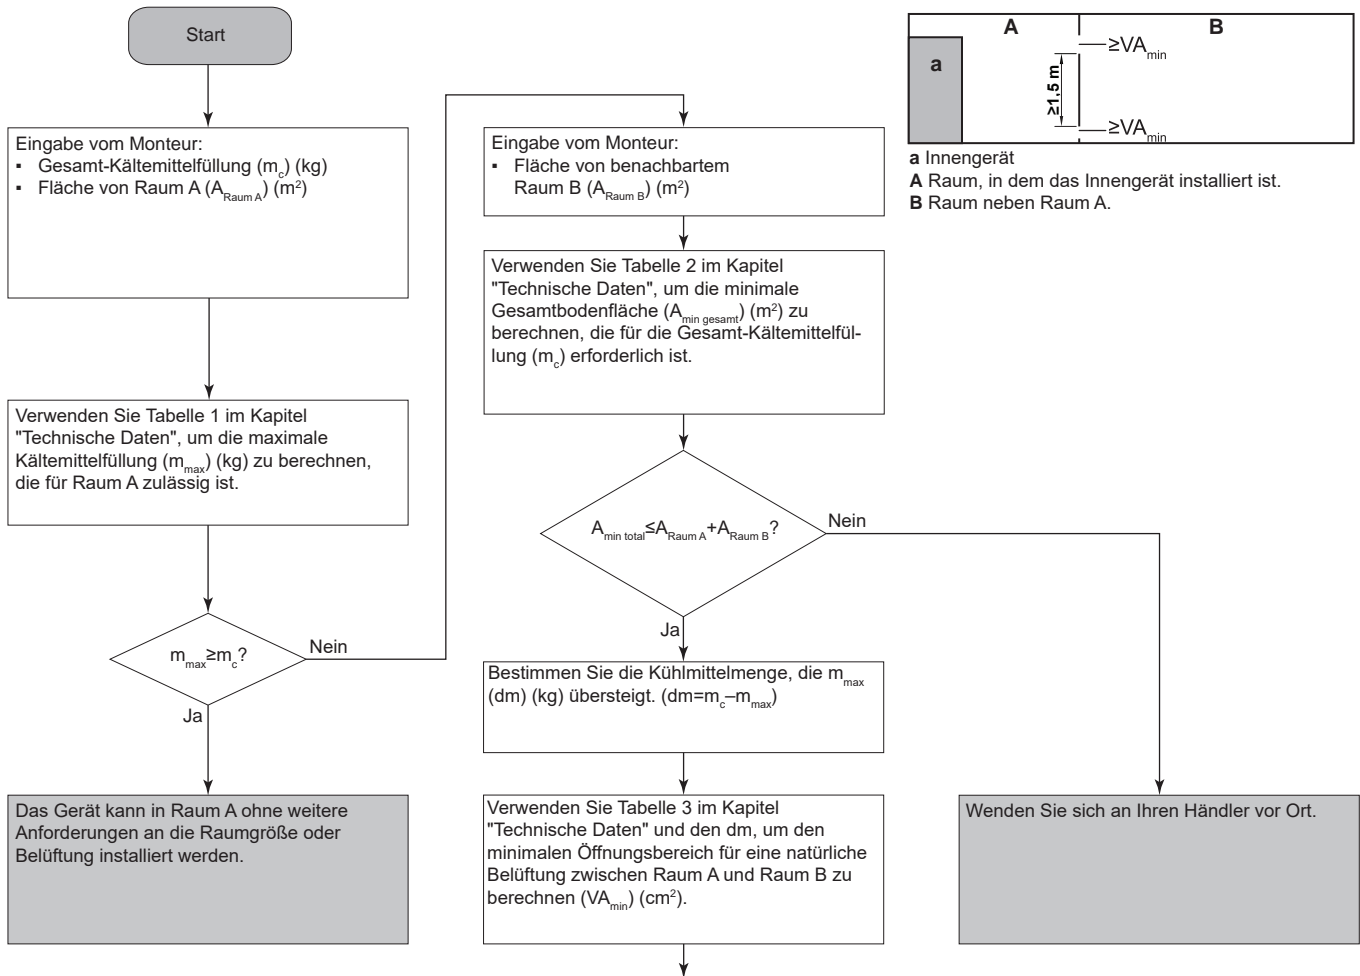 Start
Eingabe vom Monteur:
▪ Gesamt-Kältemittelfüllung (mc) (kg)
▪ Fläche von Raum A (ARaum A) (m²)
Verwenden Sie Tabelle 1 im Kapitel
"Technische Daten", um die maximale
Kältemittelfüllung (mmax) (kg) zu berechnen,
die für Raum A zulässig ist.
mmax≥mc?
Nein
Ja
Das Gerät kann in Raum A ohne weitere
Anforderungen an die Raumgröße oder
Belüftung installiert werden.
Eingabe vom Monteur:
▪ Fläche von benachbartem
Raum B (ARaum B) (m²)
Verwenden Sie Tabelle 2 im Kapitel
"Technische Daten", um die minimale
Gesamtbodenfläche (Amin gesamt) (m²) zu
berechnen, die für die Gesamt-Kältemittelfül-
lung (mc) erforderlich ist.
Amin total≤ARaum A+ARaum B?
Nein
Ja
Bestimmen Sie die Kühlmittelmenge, die mmax
(dm) (kg) übersteigt. (dm=mc–mmax)
Verwenden Sie Tabelle 3 im Kapitel
"Technische Daten" und den dm, um den
minimalen Öffnungsbereich für eine natürliche
Belüftung zwischen Raum A und Raum B zu
berechnen (VAmin) (cm²).
Wenden Sie sich an Ihren Händler vor Ort.
A
B
a
≥VAmin
≥1,5 m
≥VAmin
a Innengerät
A Raum, in dem das Innengerät installiert ist.
B Raum neben Raum A.